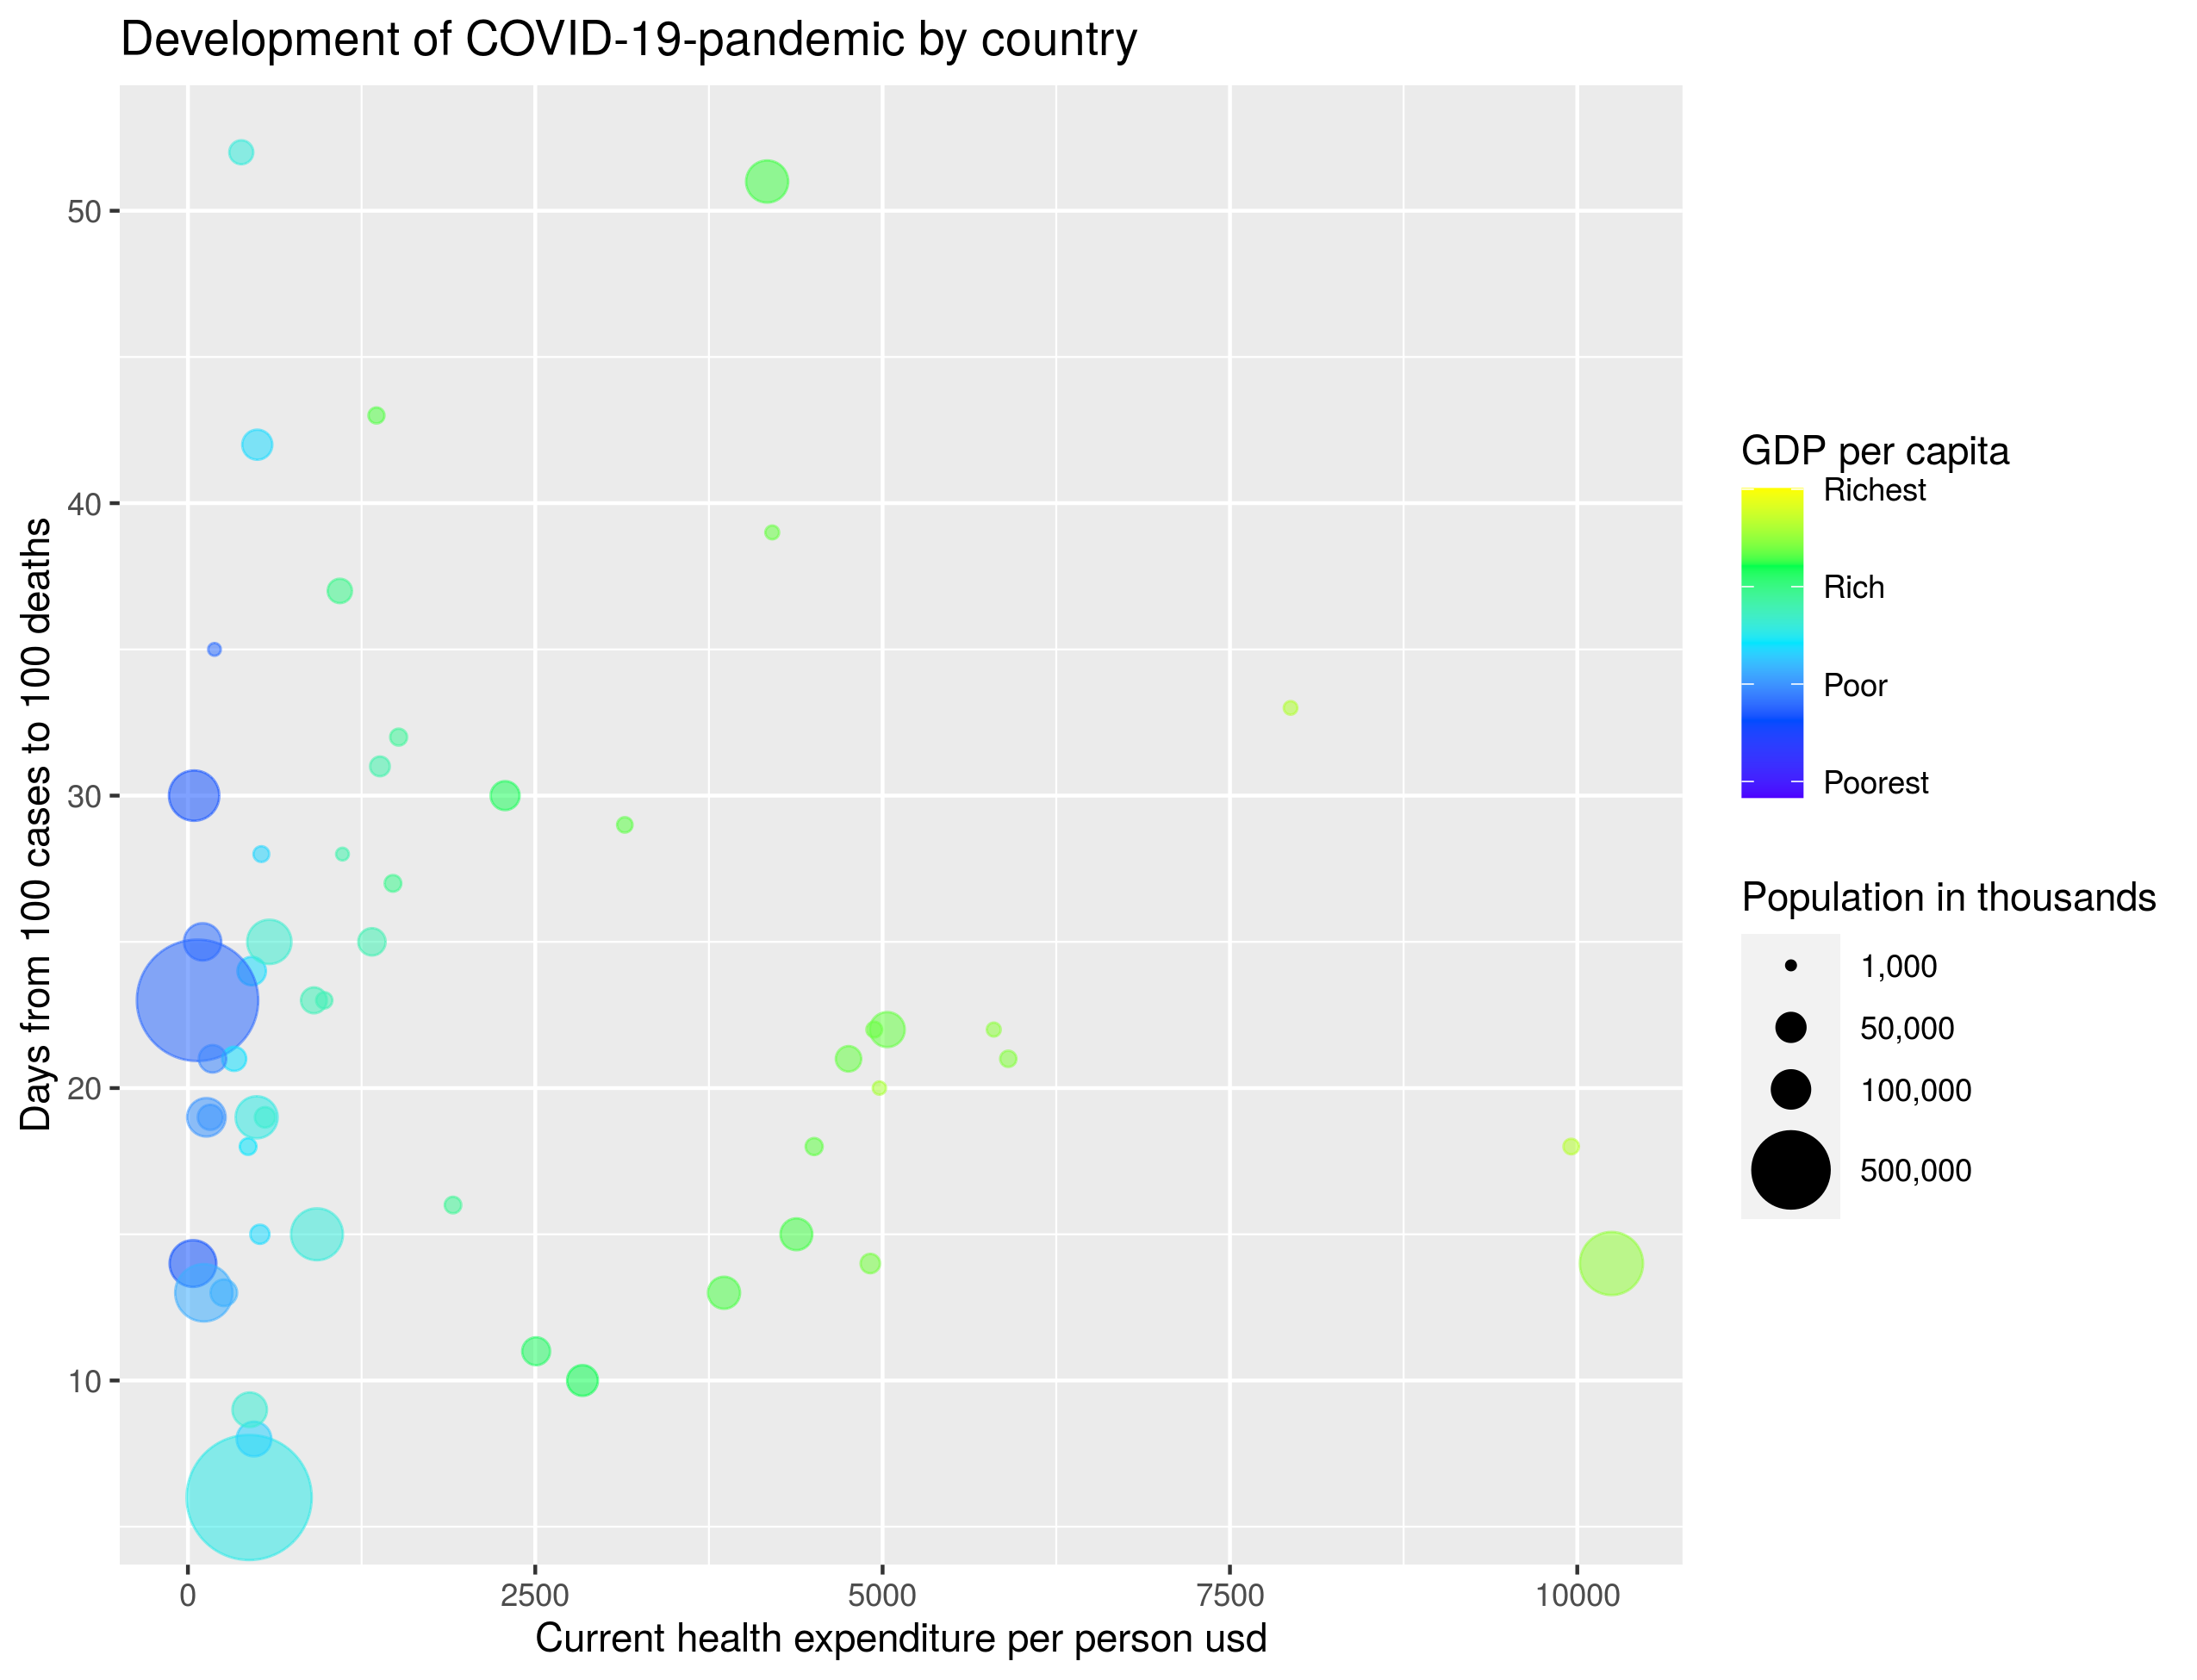 Development of COVID-19-pandemic by country
Days from 100 cases to 100 deaths
50
40
30
20
10
0
2500
5000
7500
10000
Current health expenditure per person usd
GDP per capita
Richest
Rich
Poor
Poorest
Population in thousands
1,000
50,000
100,000
500,000